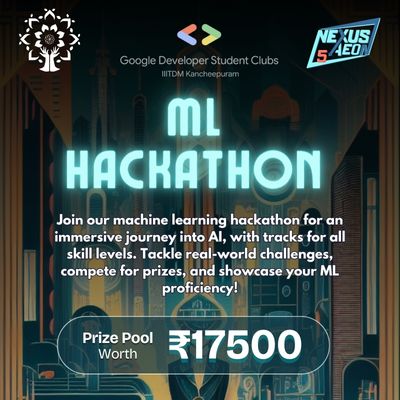 Google Developer Student Clubs
IIITDM Kancheepuram
NEXUS
5 AEON
ML
HACKATHON
Join our machine learning hackathon for an
immersive journey into AI, with tracks for all
skill levels. Tackle real-world challenges,
compete for prizes, and showcase your ML
proficiency!
Prize Pool
Worth
₹17500